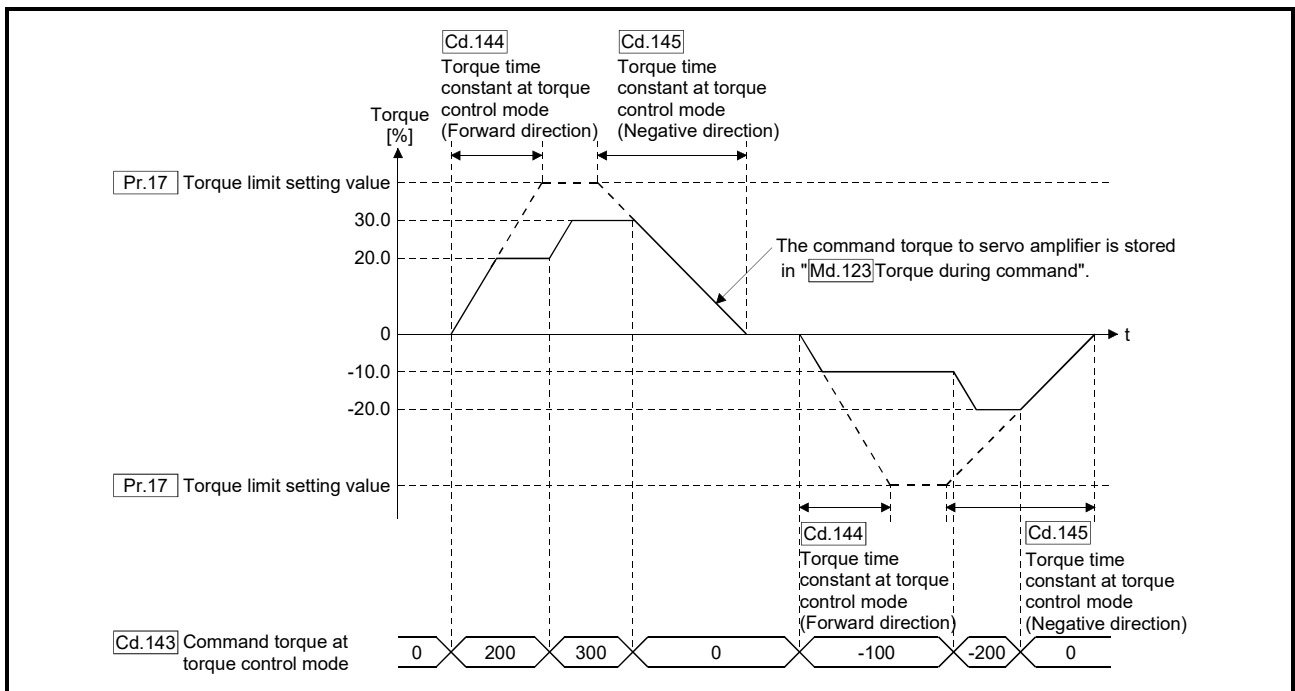 Cd.144
Torque time
constant at torque
control mode
(Forward direction)
Cd.145
Torque time
constant at torque
control mode
(Negative direction)
Torque
[%]
Pr.17 Torque limit setting value
30.0
20.0
The command torque to servo amplifier is stored
in "Md.123 Torque during command".
0
t
-10.0
-20.0
Pr.17 Torque limit setting value
Cd.144
Torque time
constant at torque
control mode
(Forward direction)
Cd.145
Torque time
constant at torque
control mode
(Negative direction)
Cd.143 Command torque at
torque control mode
0 200 300 0 -100 -200 0